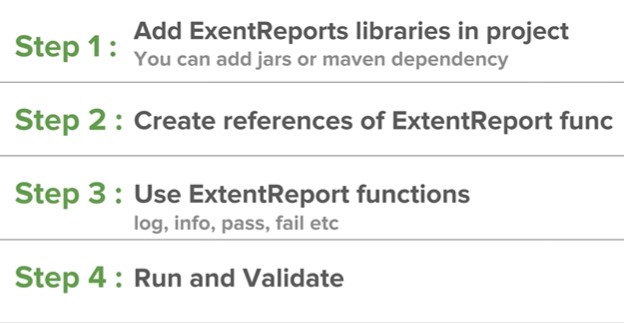 Step 1 : Add ExentReports libraries in project
You can add jars or maven dependency
Step 2 : Create references of ExtentReport func
Step 3 : Use ExtentReport functions
log, info, pass, fail etc
Step 4 : Run and Validate